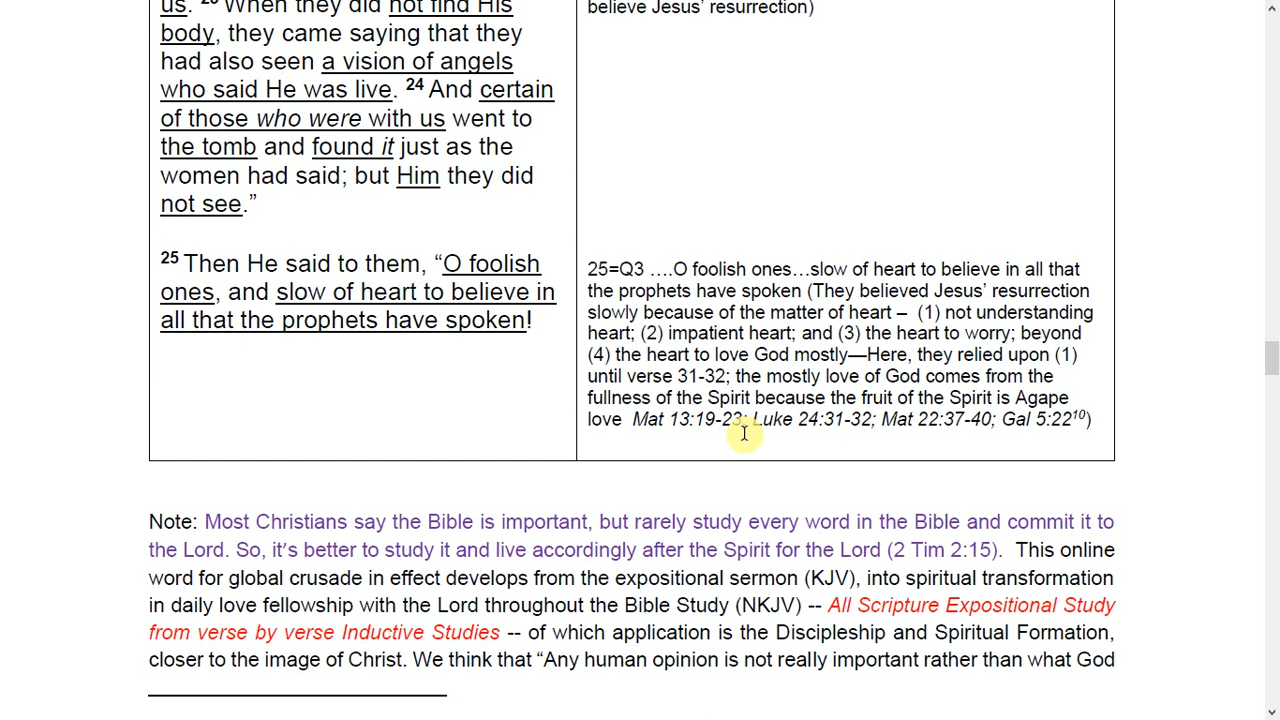 us. 23 When they did not find His
body, they came saying that they
had also seen a vision of angels
who said He was live. 24 And certain
of those who were with us went to
the tomb and found it just as the
women had said; but Him they did
not see.”
25 Then He said to them, “O foolish
ones, and slow of heart to believe in
all that the prophets have spoken!
believe Jesus’ resurrection)
25=Q3 ….O foolish ones…slow of heart to believe in all that
the prophets have spoken (They believed Jesus’ resurrection
slowly because of the matter of heart – (1) not understanding
heart; (2) impatient heart; and (3) the heart to worry; beyond
(4) the heart to love God mostly—Here, they relied upon (1)
until verse 31-32; the mostly love of God comes from the
fullness of the Spirit because the fruit of the Spirit is Agape
love Mat 13:19-23; Luke 24:31-32; Mat 22:37-40; Gal 5:2210)
Note: Most Christians say the Bible is important, but rarely study every word in the Bible and commit it to
the Lord. So, it’s better to study it and live accordingly after the Spirit for the Lord (2 Tim 2:15). This online
word for global crusade in effect develops from the expositional sermon (KJV), into spiritual transformation
in daily love fellowship with the Lord throughout the Bible Study (NKJV) -- All Scripture Expositional Study
from verse by verse Inductive Studies -- of which application is the Discipleship and Spiritual Formation,
closer to the image of Christ. We think that “Any human opinion is not really important rather than what God